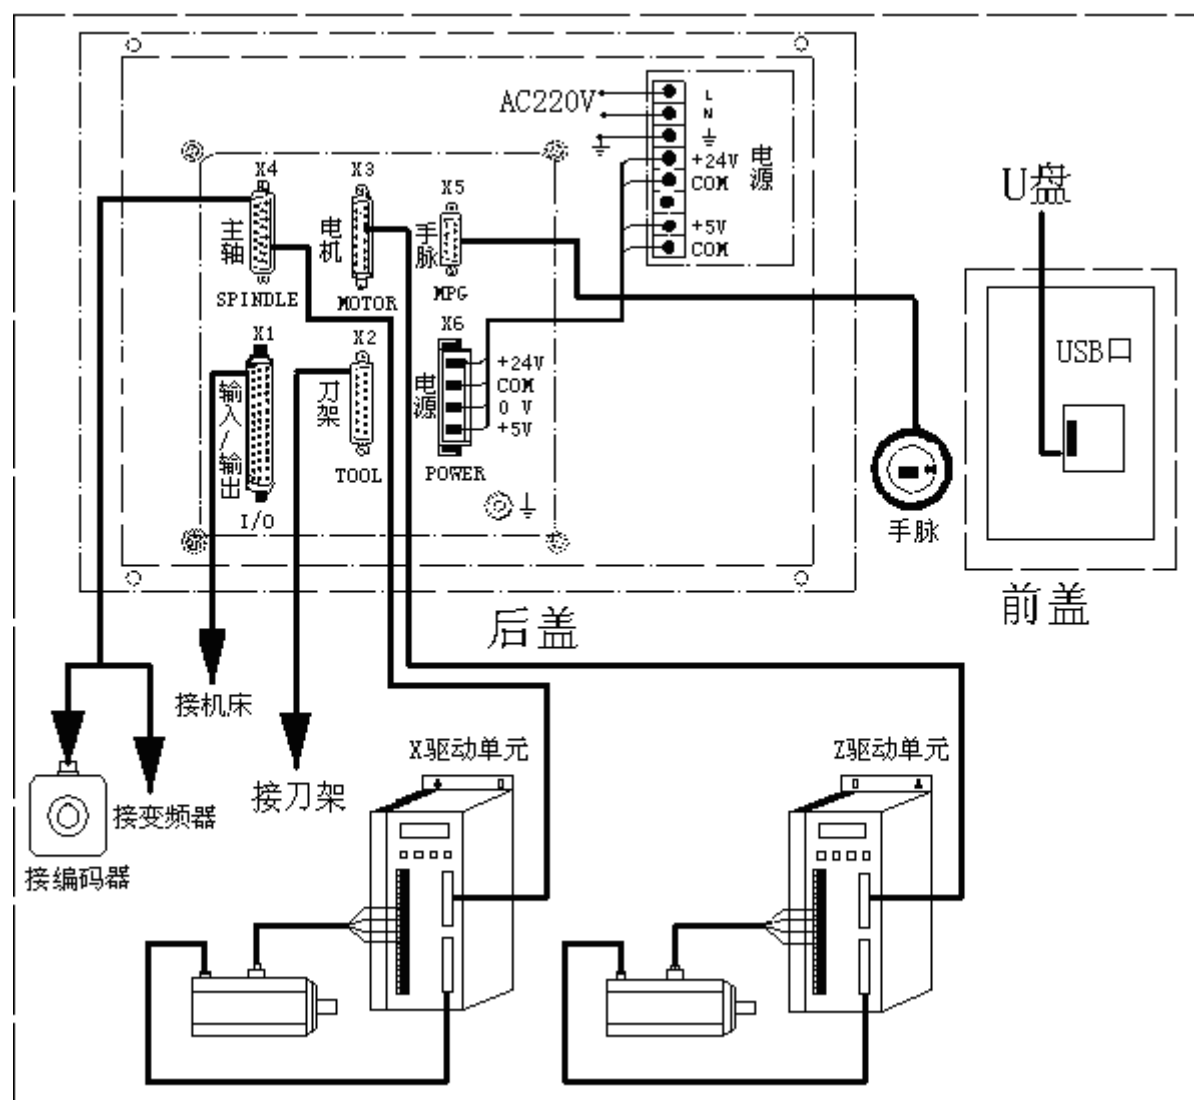 AC220V
L
N
+24V
COM
+5V
COM
电源
X4
主轴
SPINDLE
X3
电机
MOTOR
X5
手脉
MPG
X1
输入/输出
I/O
X2
刀架
TOOL
X6
电源
+24V
COM
0 V
+5V
POWER
手脉
U盘
USB口
前盖
后盖
接机床
接刀架
接变频器
接编码器
X驱动单元
Z驱动单元